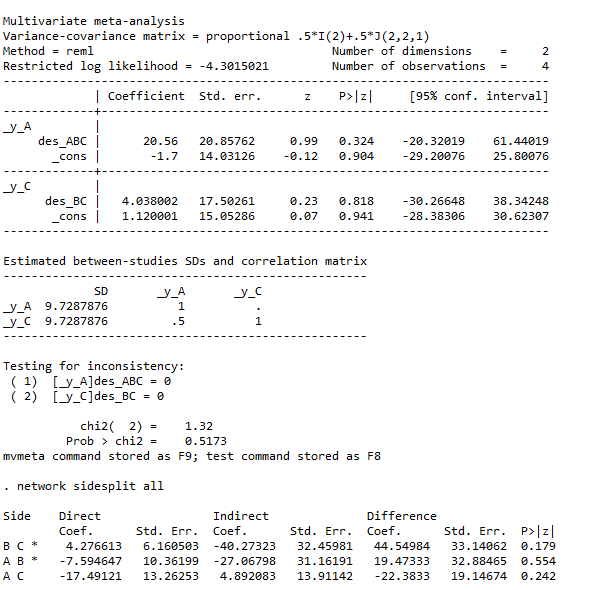 Multivariate meta-analysis
Variance-covariance matrix = proportional .5*I(2)+.5*J(2,2,1)
Method = reml                                   Number of dimensions    =     2
Restricted log likelihood = -4.3015021          Number of observations  =     4
------------------------------------------------------------------------------
             | Coefficient  Std. err.      z    P>|z|     [95% conf. interval]
-------------+----------------------------------------------------------------
_y_A         |
     des_ABC |      20.56   20.85762     0.99   0.324    -20.32019    61.44019
       _cons |       -1.7   14.03126    -0.12   0.904    -29.20076    25.80076
-------------+----------------------------------------------------------------
_y_C         |
      des_BC |   4.038002   17.50261     0.23   0.818    -30.26648    38.34248
       _cons |   1.120001   15.05286     0.07   0.941    -28.38306    30.62307
------------------------------------------------------------------------------
Estimated between-studies SDs and correlation matrix
----------------------------------------------------
             SD       _y_A       _y_C
_y_A  9.7287876          1          .
_y_C  9.7287876         .5          1
----------------------------------------------------
Testing for inconsistency:
 ( 1)  [_y_A]des_ABC = 0
 ( 2)  [_y_C]des_BC = 0
           chi2(  2) =    1.32
         Prob > chi2 =    0.5173
mvmeta command stored as F9; test command stored as F8
. network sidesplit all
Side    Direct                Indirect              Difference
        Coef.     Std. Err.   Coef.     Std. Err.   Coef.     Std. Err.  P>|z|
B C *    4.276613  6.160503   -40.27323  32.45981    44.54984  33.14062  0.179
A B *   -7.594647  10.36199   -27.06798  31.16191    19.47333  32.88465  0.554
A C     -17.49121  13.26253    4.892083  13.91142    -22.3833  19.14674  0.242